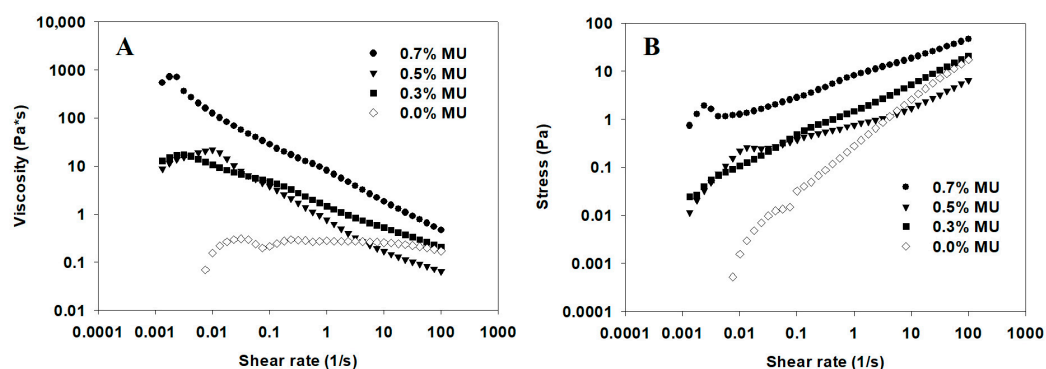 A
10,000
1000
100
10
1
0.1
0.01
0.0001 0.001 0.01 0.1 1 10 100 1000
Viscosity (Pa*s)
Shear rate (1/s)
0.7% MU
0.5% MU
0.3% MU
0.0% MU
B
100
10
1
0.1
0.01
0.001
0.0001
0.0001 0.001 0.01 0.1 1 10 100 1000
Stress (Pa)
Shear rate (1/s)
0.7% MU
0.5% MU
0.3% MU
0.0% MU